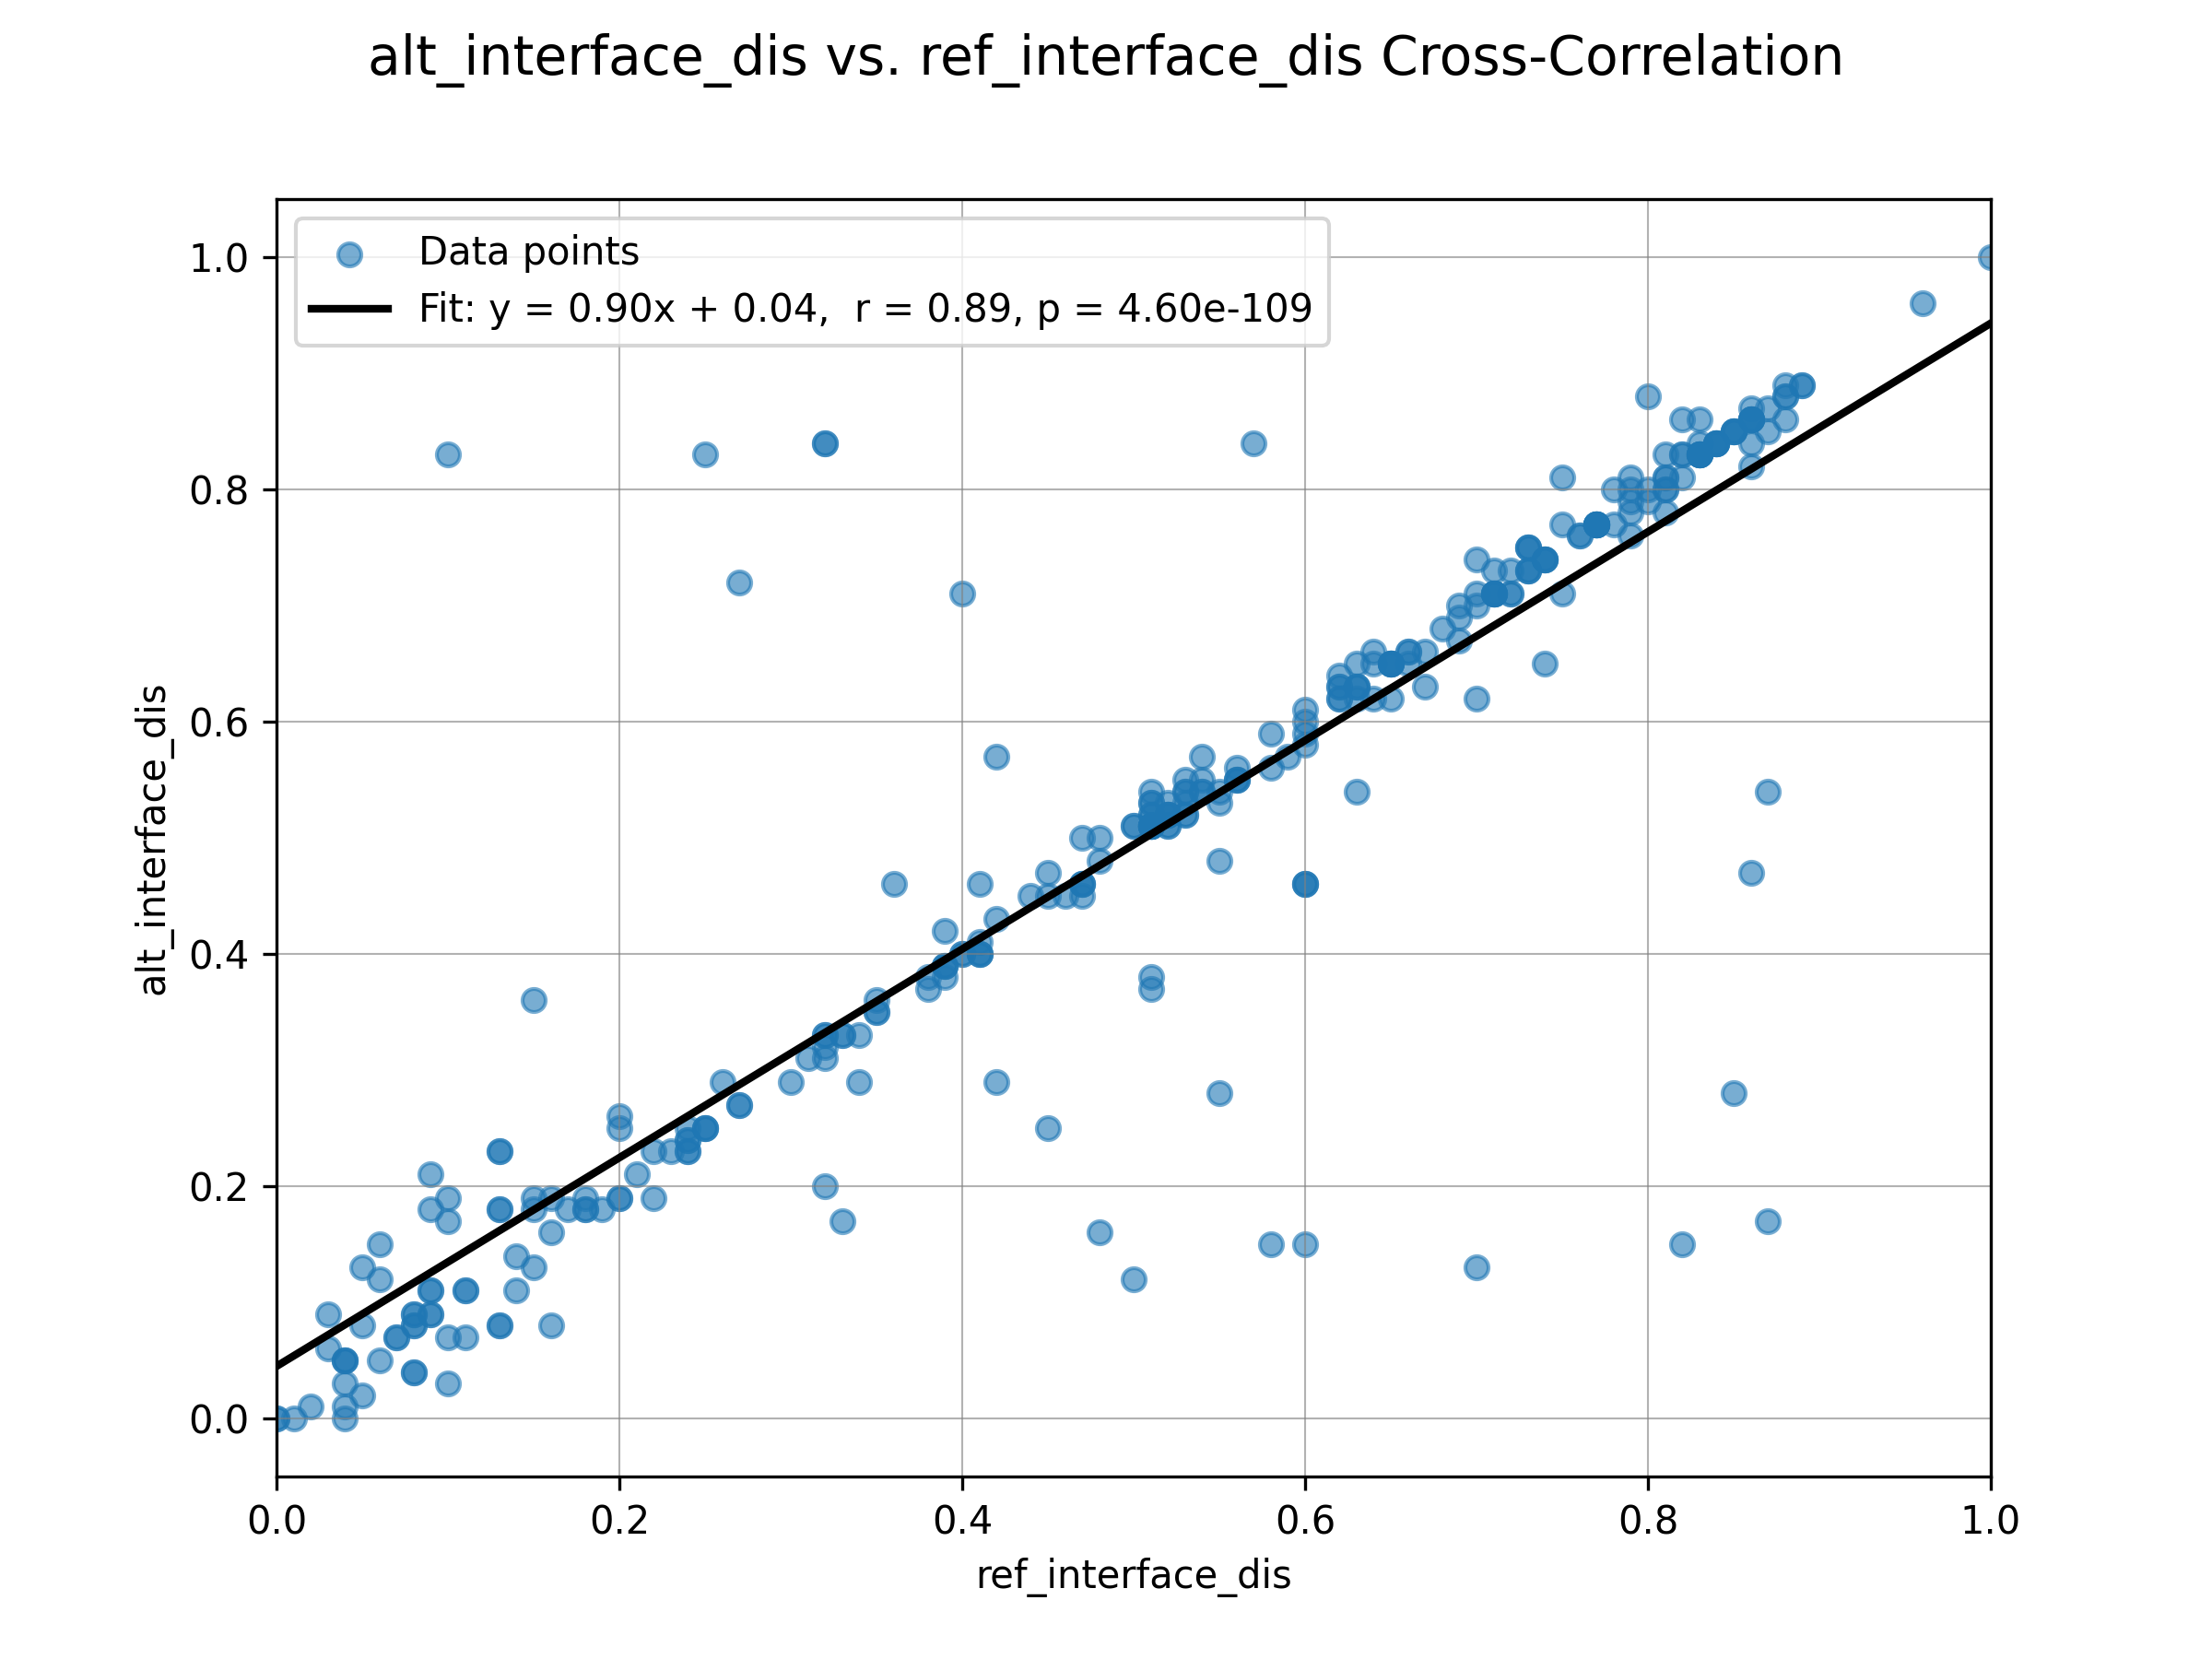 alt_interface_dis vs. ref_interface_dis Cross-Correlation
Data points
Fit: y = 0.90x + 0.04,  r = 0.89, p = 4.60e-109
1.0
0.8
0.6
0.4
0.2
0.0
alt_interface_dis
0.0 0.2 0.4 0.6 0.8 1.0
ref_interface_dis